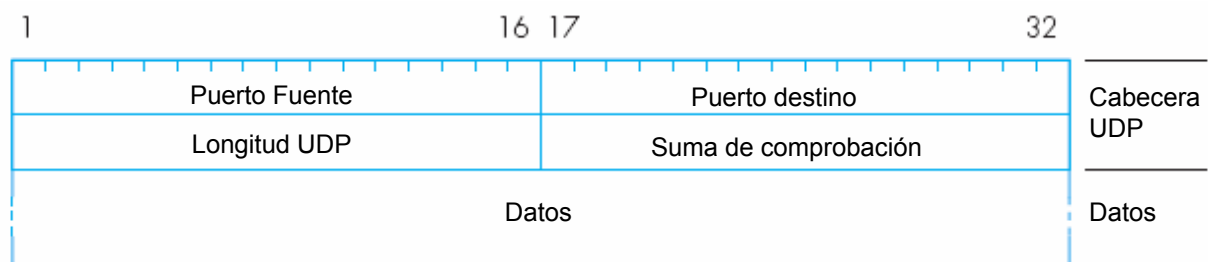 1 16 17 32
Puerto Fuente Puerto destino Cabecera
UDP
Longitud UDP Suma de comprobación
Datos Datos